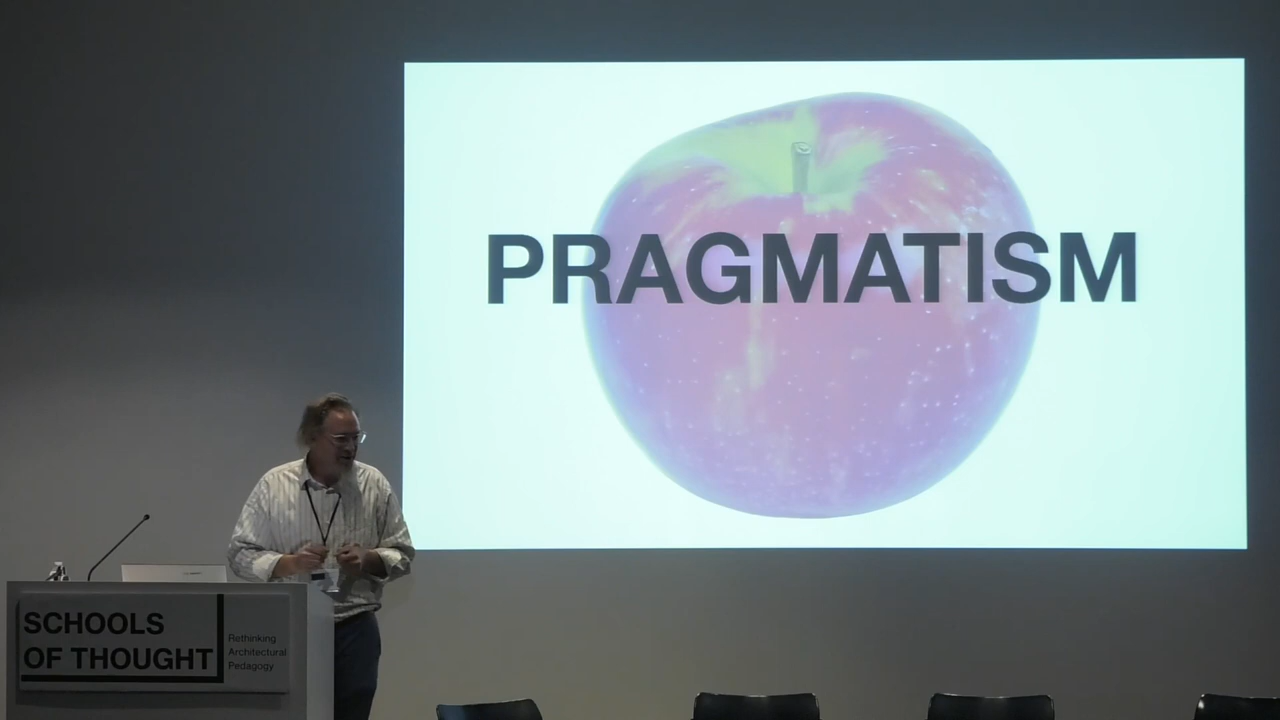 PRAGMATISM
SCHOOLS
OF THOUGHT
Rethinking
Architectural
Pedagogy